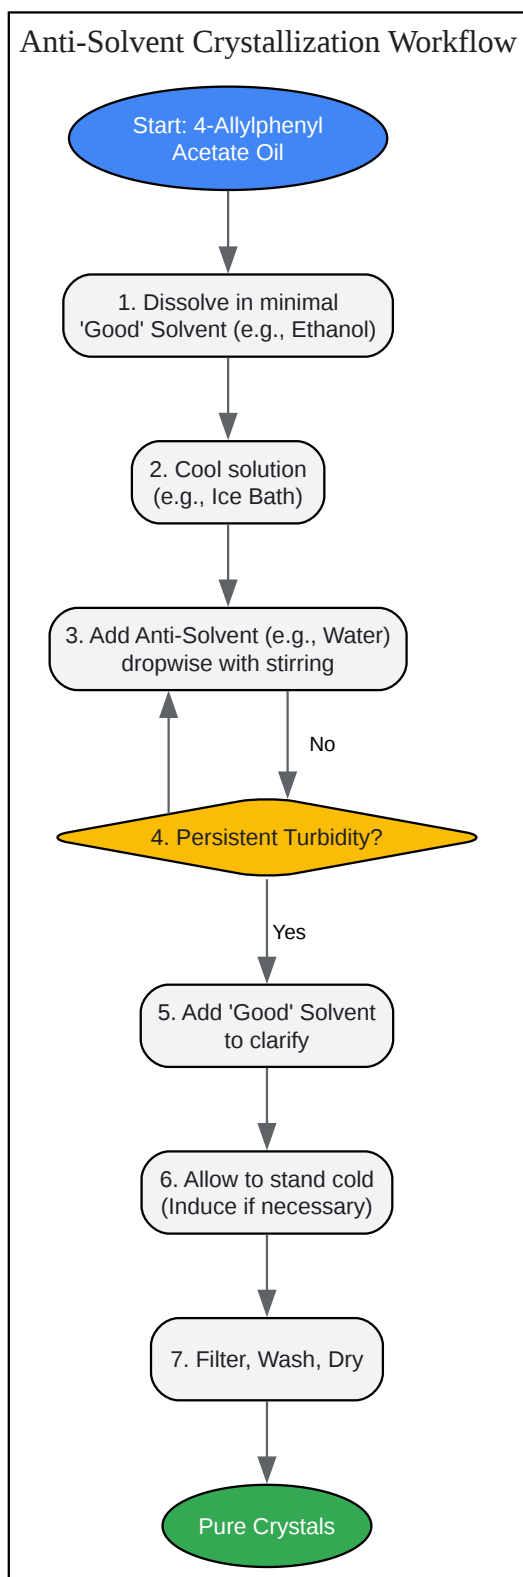 Anti-Solvent Crystallization Workflow
Start: 4-Allylphenyl
Acetate Oil
1. Dissolve in minimal
'Good' Solvent (e.g., Ethanol)
2. Cool solution
(e.g., Ice Bath)
3. Add Anti-Solvent (e.g., Water)
dropwise with stirring
No
4. Persistent Turbidity?
Yes
5. Add 'Good' Solvent
to clarify
6. Allow to stand cold
(Induce if necessary)
7. Filter, Wash, Dry
Pure Crystals